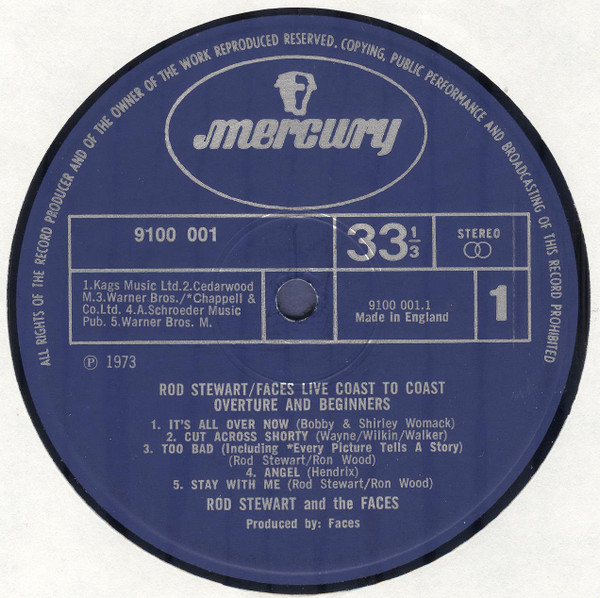 ALL RIGHTS OF THE RECORD PRODUCER AND OF THE OWNER OF THE WORK REPRODUCED RESERVED. COPYING, PUBLIC PERFORMANCE AND BROADCASTING OF THIS RECORD PROHIBITED
mercury
9100 001
33 1/3
STEREO
1.Kags Music Ltd.2.Cedarwood
M.3.Warner Bros./*Chappell &
Co.Ltd. 4.A.Schroeder Music
Pub. 5.Warner Bros. M.
9100 001.1
Made in England
1
℗ 1973
ROD STEWART/FACES LIVE COAST TO COAST
OVERTURE AND BEGINNERS
1. IT'S ALL OVER NOW (Bobby & Shirley Womack)
2. CUT ACROSS SHORTY (Wayne/Wilkin/Walker)
3. TOO BAD (Including *Every Picture Tells A Story)
(Rod Stewart/Ron Wood)
4. ANGEL (Hendrix)
5. STAY WITH ME (Rod Stewart/Ron Wood)
ROD STEWART and the FACES
Produced by: Faces